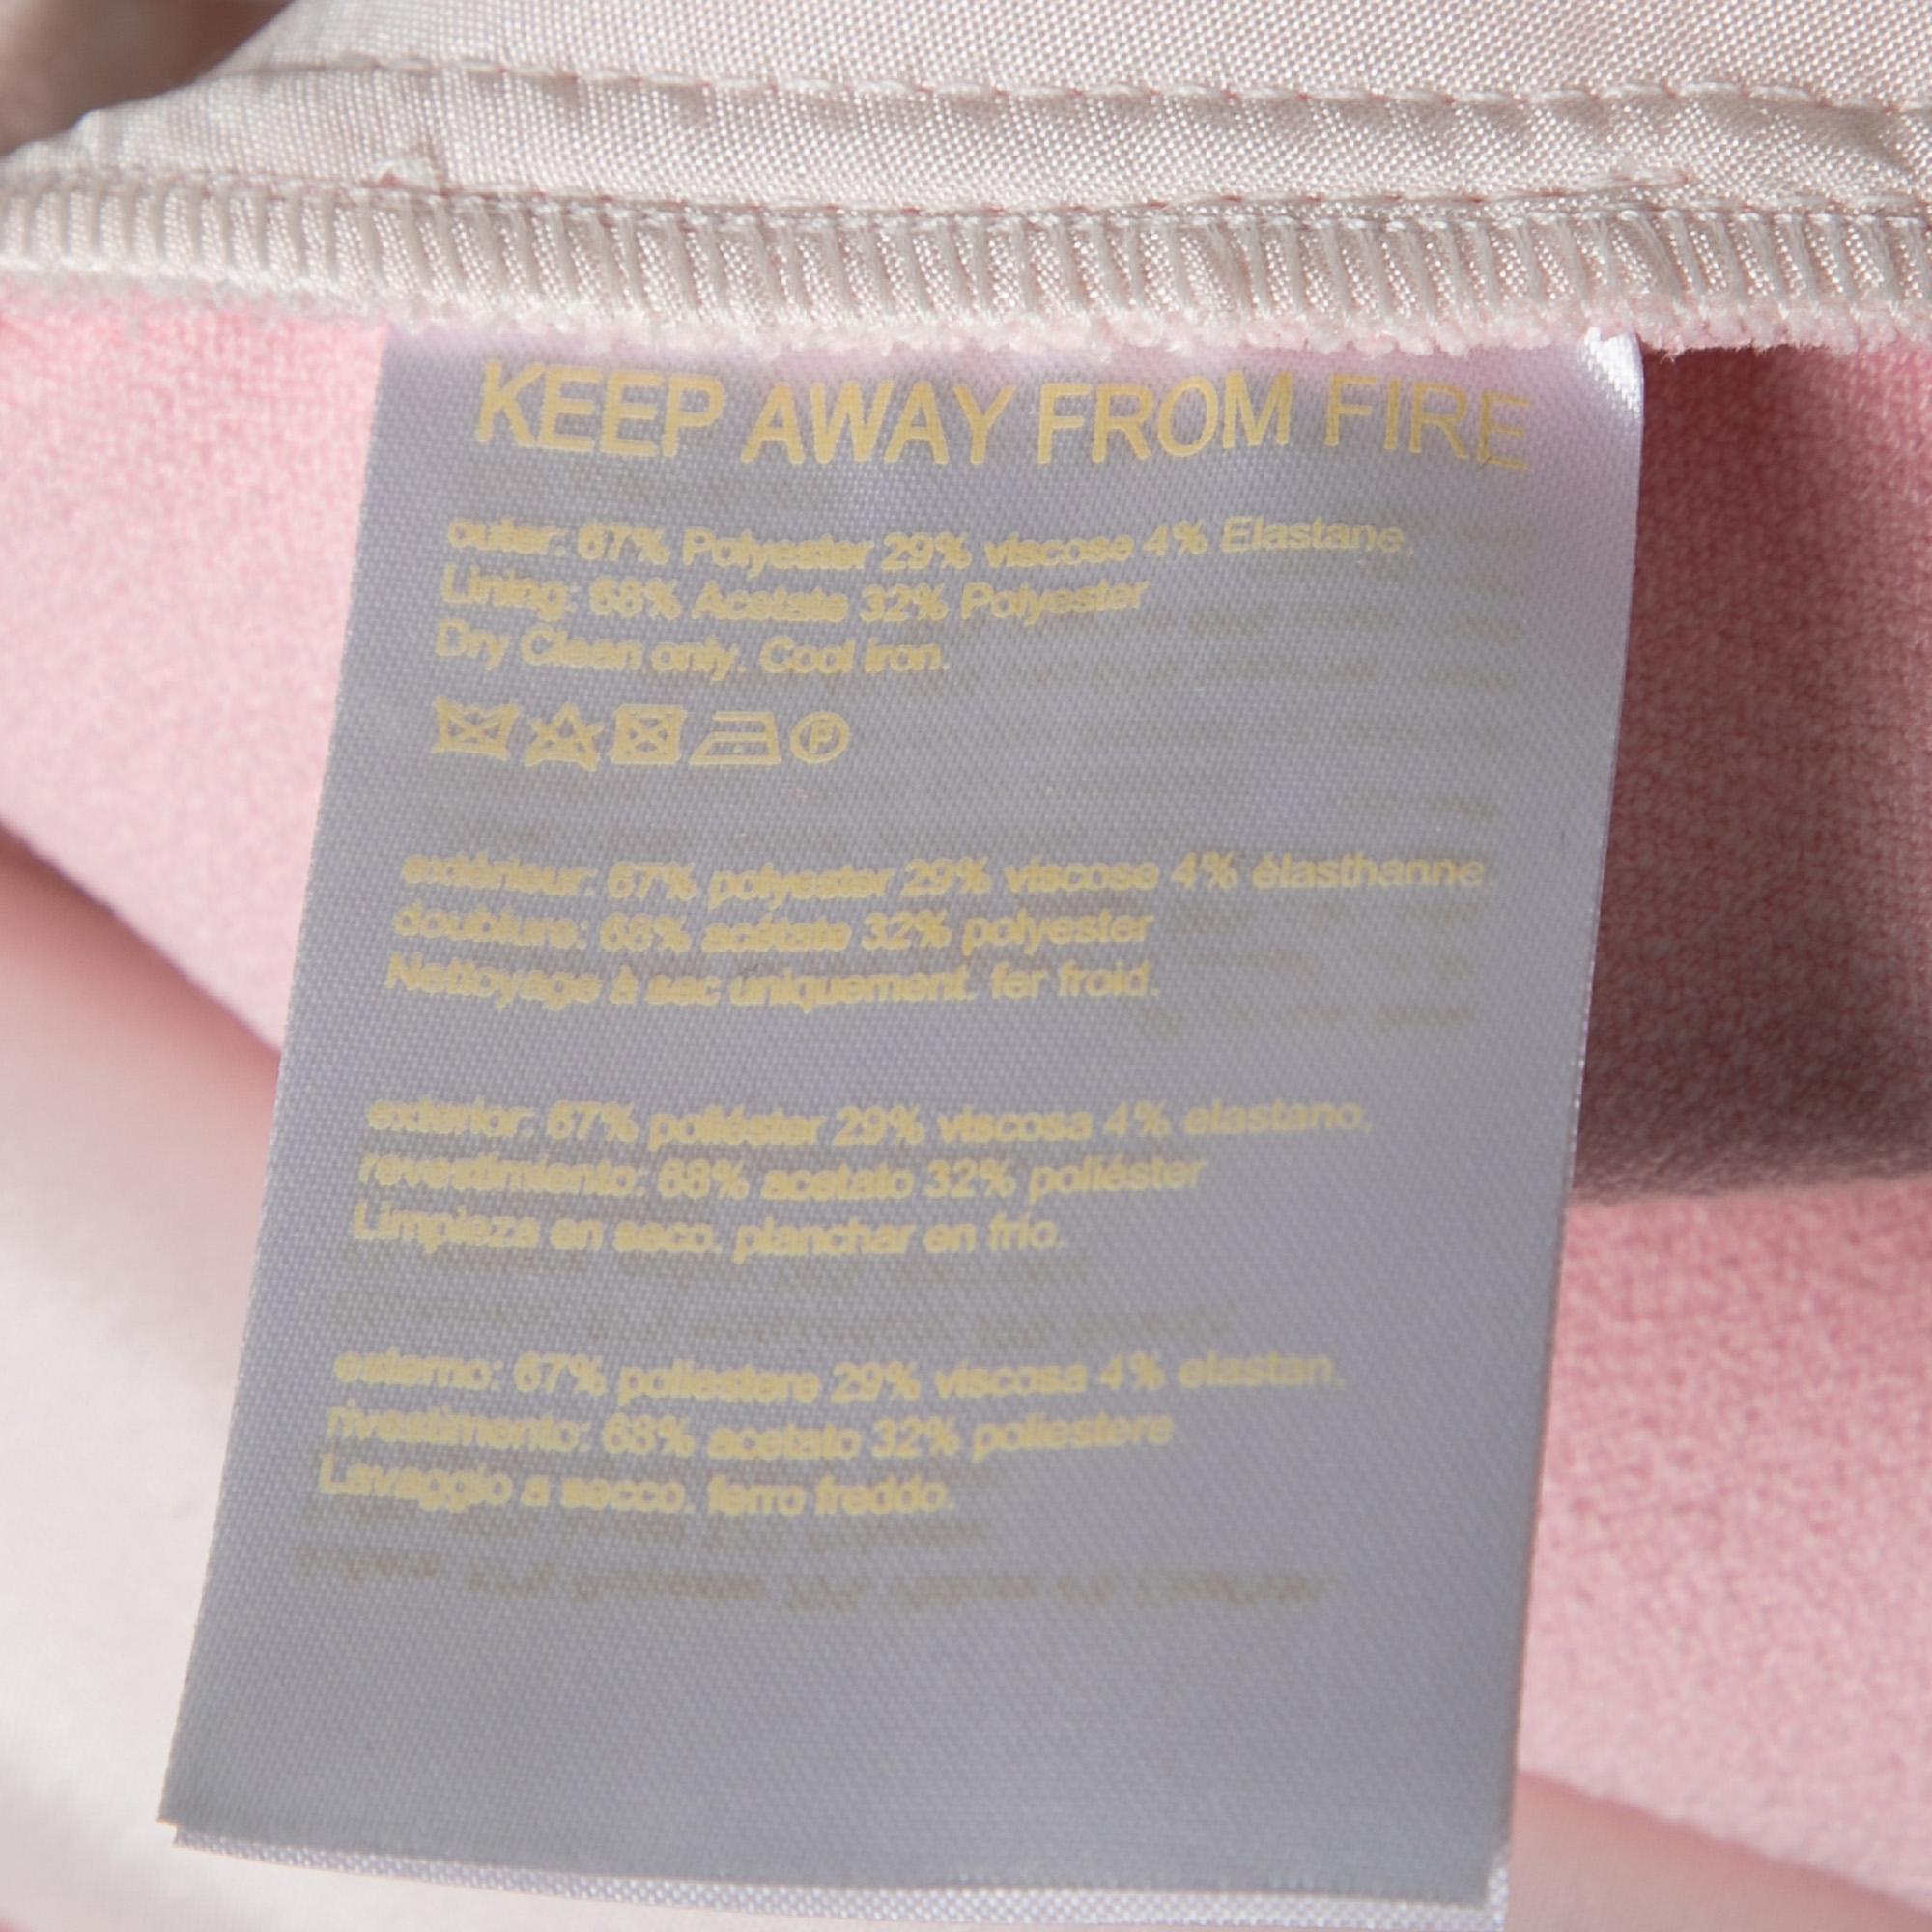 KEEP AWAY FROM FIRE
outer: 67% Polyester 29% viscose 4% Elastane,
Lining: 68% Acetate 32% Polyester
Dry Clean only. Cool iron.
P
extérieur: 67% polyester 29% viscose 4% élasthanne,
doublure: 68% acétate 32% polyester
Nettoyage à sec uniquement. fer froid.
exterior: 67% poliéster 29% viscosa 4% elastano,
revestimiento: 68% acetato 32% poliéster
Limpieza en seco. planchar en frío.
esterno: 67% poliestere 29% viscosa 4% elastan,
rivestimento: 68% acetato 32% poliestere
Lavaggio a secco. ferro freddo.